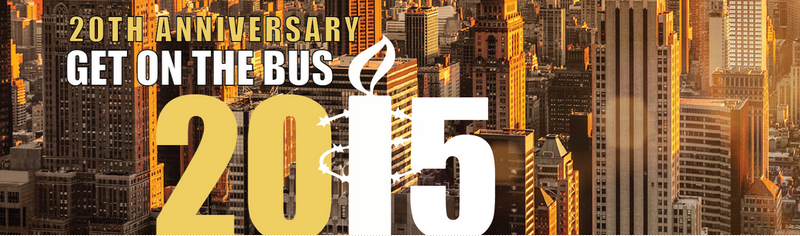 20TH ANNIVERSARY
GET ON THE BUS
2015